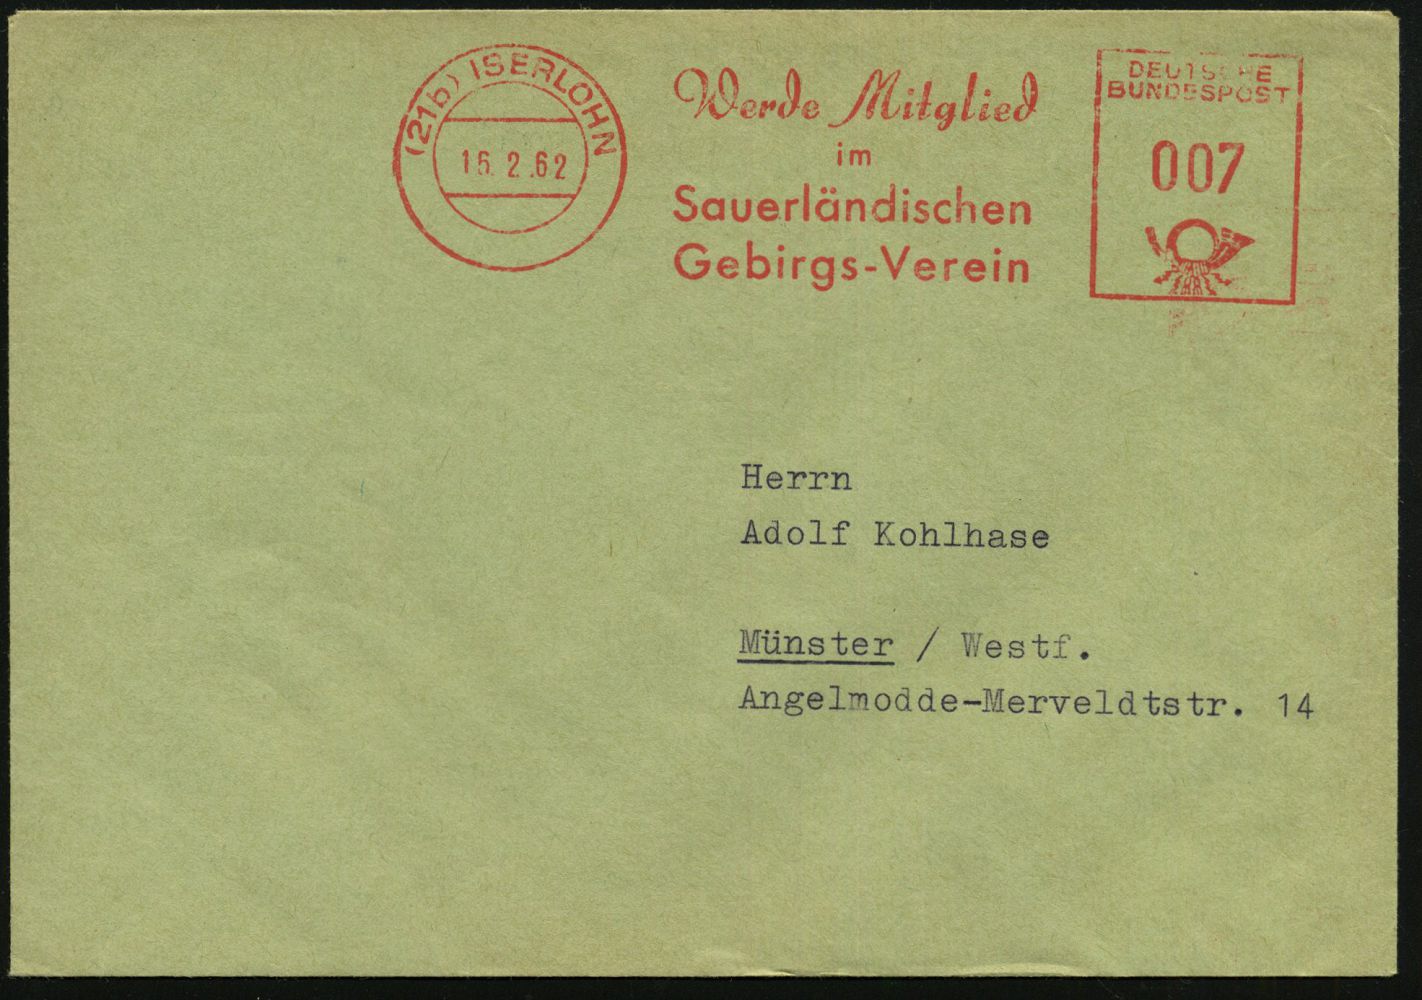 (21b) ISERLOHN
15. 2.62
Werde Mitglied
im
Sauerländischen
Gebirgs-Verein
DEUTSCHE
BUNDESPOST
007
Herrn
Adolf Kohlhase
Münster / Westf.
Angelmodde-Merveldtstr. 14